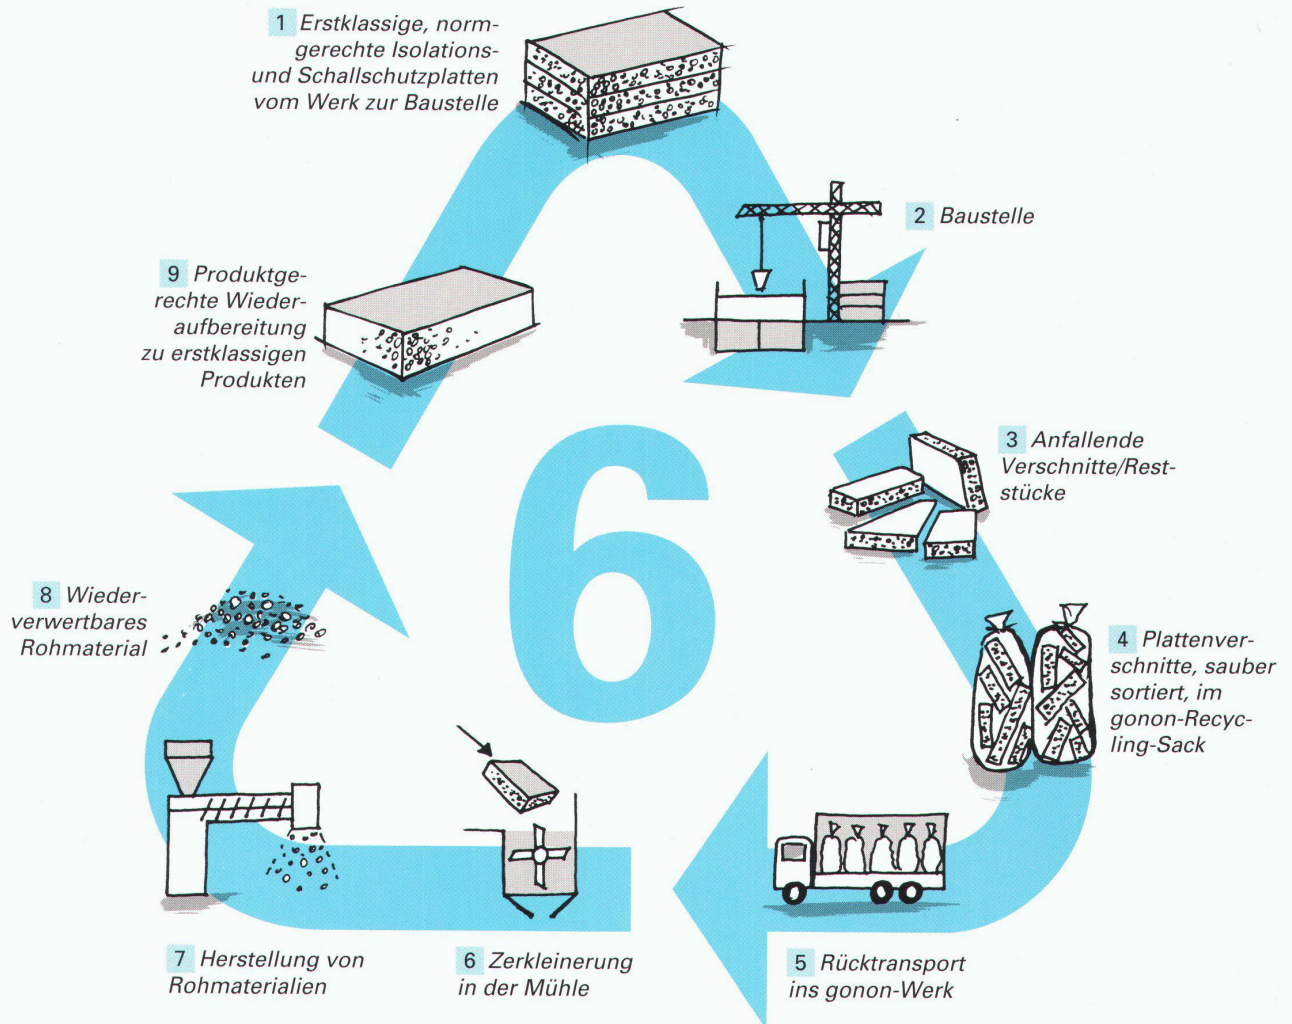 1 Erstklassige, norm-
gerechte Isolations-
und Schallschutzplatten
vom Werk zur Baustelle
2 Baustelle
3 Anfallende
Verschnitte/Rest-
stücke
4 Plattenver-
schnitte, sauber
sortiert, im
gonon-Recyc-
ling-Sack
5 Rücktransport
ins gonon-Werk
6 Zerkleinerung
in der Mühle
7 Herstellung von
Rohmaterialien
8 Wieder-
verwertbares
Rohmaterial
9 Produktge-
rechte Wieder-
aufbereitung
zu erstklassigen
Produkten
6